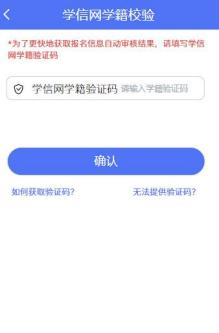 学信网学籍校验
*为了更快地获取报名信息自动审核结果，请填写学信
网学籍验证码
学信网学籍验证码 请输入学籍验证码
确认
如何获取验证码? 无法提供验证码?